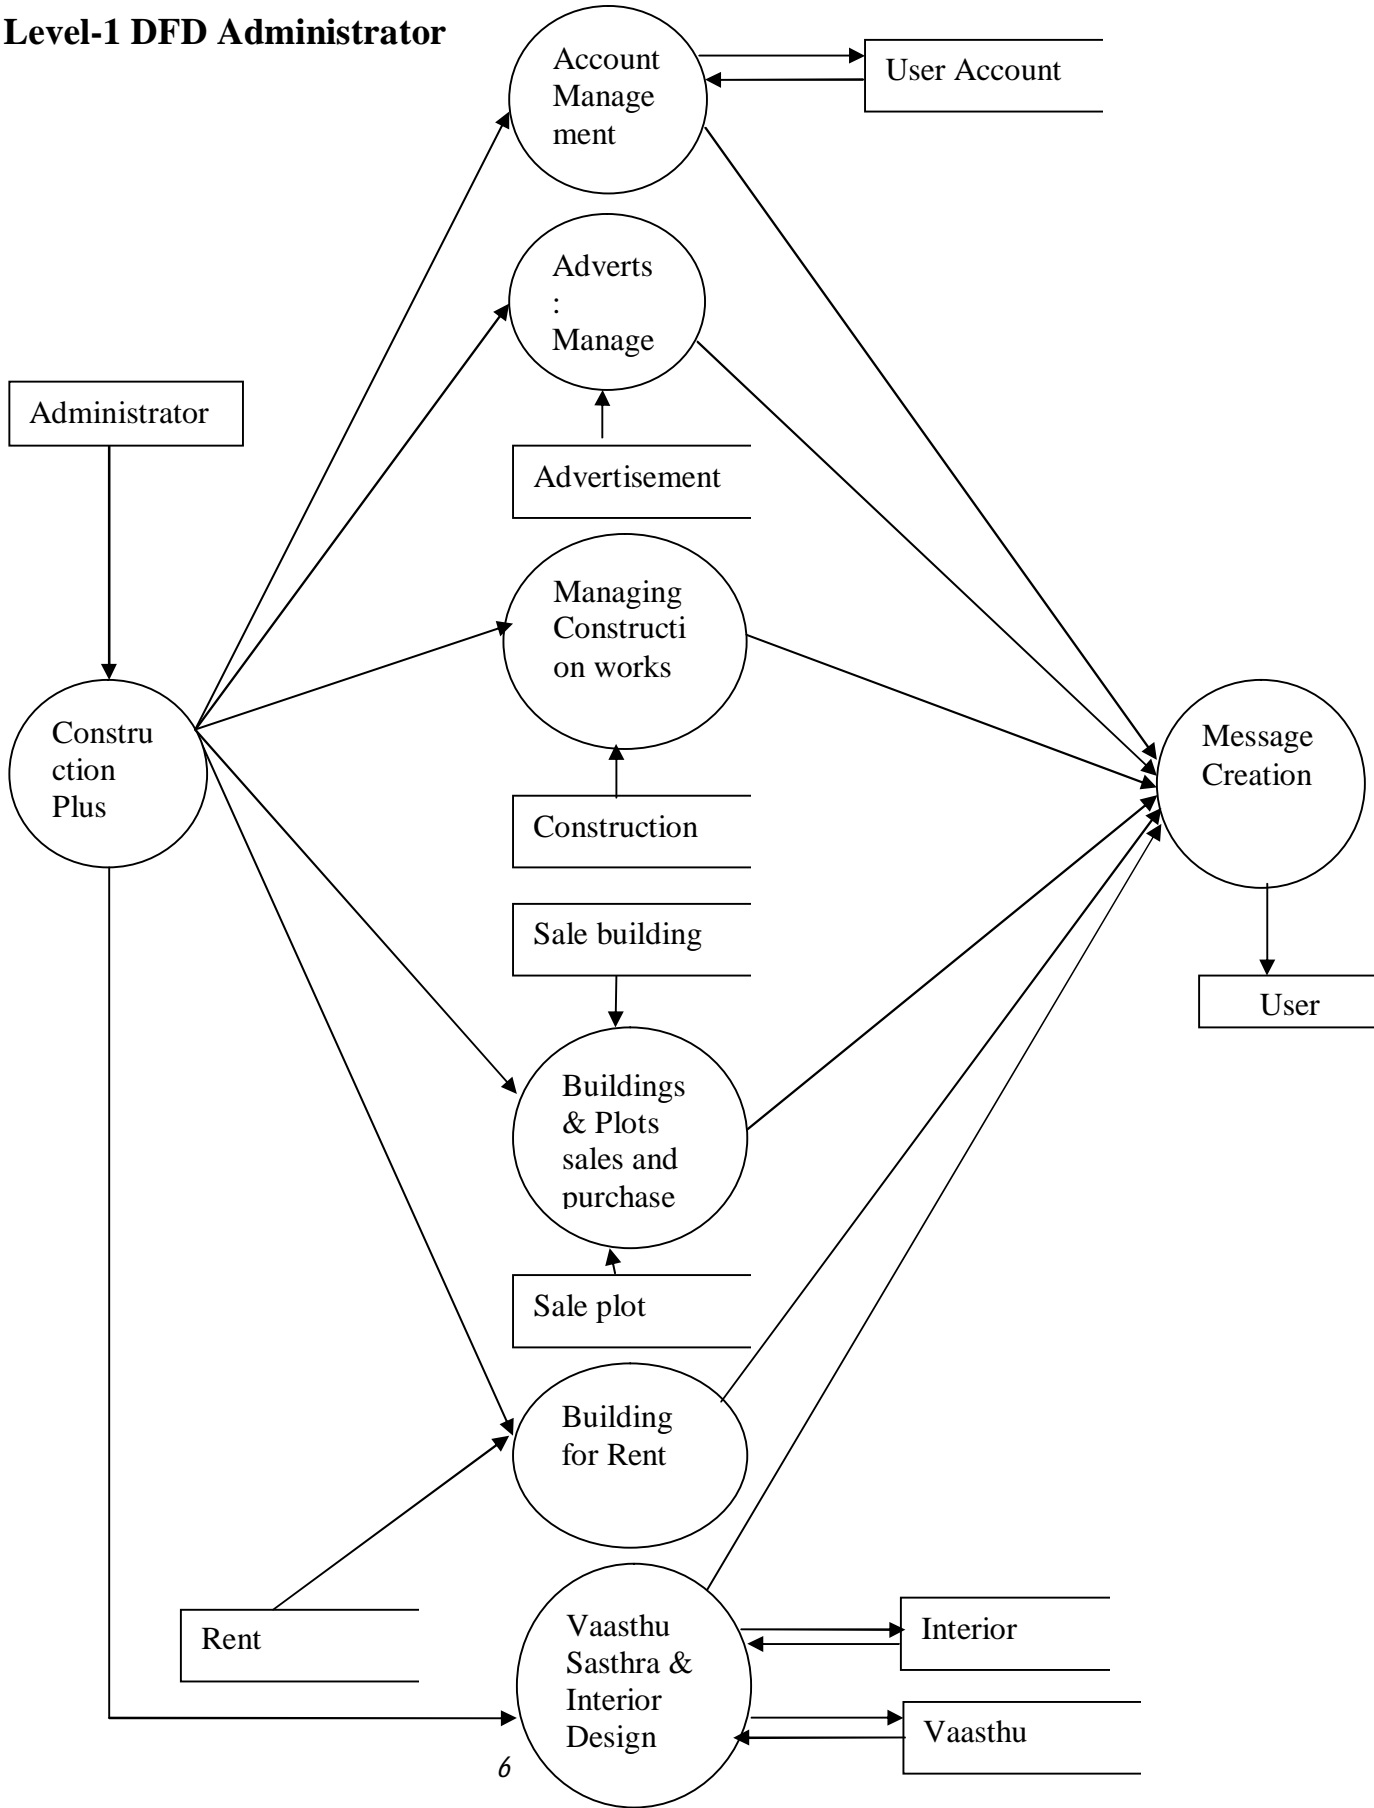 Level-1 DFD Administrator
Account
Manage
ment
User Account
Adverts
:
Manage
Administrator
Advertisement
Managing
Constructi
on works
Constru
ction
Plus
Message
Creation
Construction
Sale building
User
Buildings
& Plots
sales and
purchase
Sale plot
Building
for Rent
Rent
Vaasthu
Sasthra &
Interior
Design
Interior
Vaasthu
6